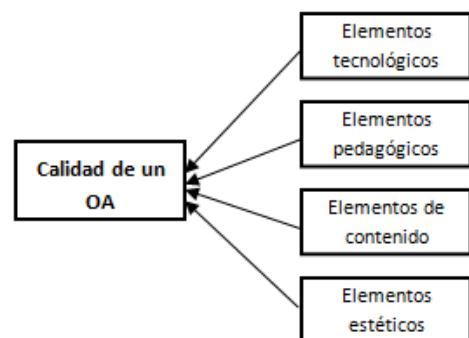 Elementos
tecnológicos
Elementos
pedagógicos
Calidad de un
OA
Elementos de
contenido
Elementos
estéticos